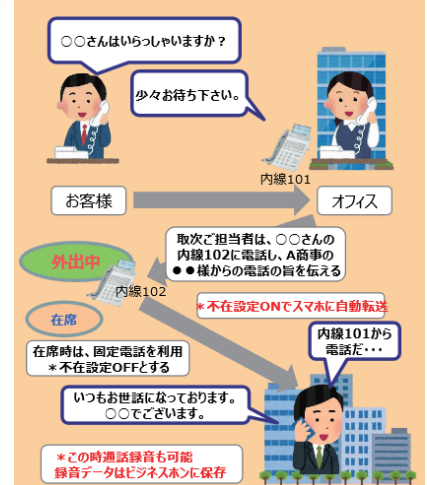 ○○さんはいらっしゃいますか？
少々お待ち下さい。
内線101
お客様
オフィス
取次ご担当者は、○○さんの
内線102に電話し、A商事の
●●様からの電話の旨を伝える
外出中
内線102
＊不在設定ONでスマホに自動転送
在席
内線101から
電話だ・・・
在席時は、固定電話を利用
＊不在設定OFFとする
いつもお世話になっております。
○○でございます。
＊この時通話録音も可能
録音データはビジネスホンに保存